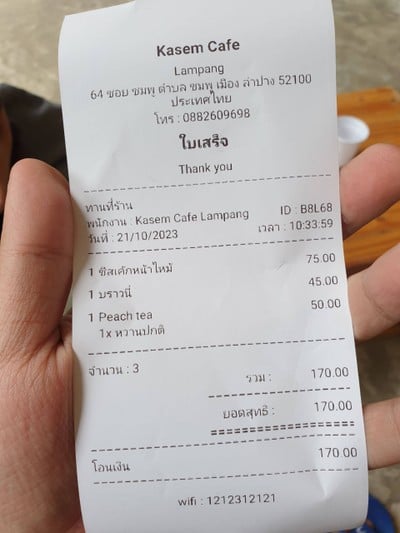 Kasem Cafe
Lampang
64 ซอย ชมพู ตำบล ชมพู เมือง ลำปาง 52100
ประเทศไทย
โทร : 0882609698
ใบเสร็จ
Thank you
ทานที่ร้าน
พนักงาน : Kasem Cafe Lampang ID : B8L68
วันที่ : 21/10/2023 เวลา : 10:33:59
1 ชีสเค้กหน้าไหม้ 75.00
1 บราวนี่ 45.00
1 Peach tea 50.00
1x หวานปกติ
จำนวน : 3 รวม : 170.00
ยอดสุทธิ : 170.00
โอนเงิน 170.00
wifi : 1212312121